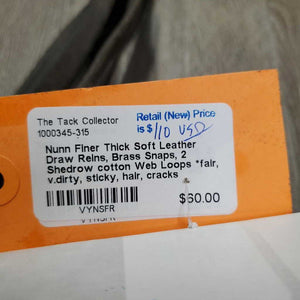 The Tack Collector
1000345-315
Retail (New) Price
is $ 110 USD
Nunn Finer Thick Soft Leather
Draw Reins, Brass Snaps, 2
Shedrow cotton Web Loops *fair,
v.dirty, sticky, hair, cracks
VYNSFR
$60.00
VYNSFR